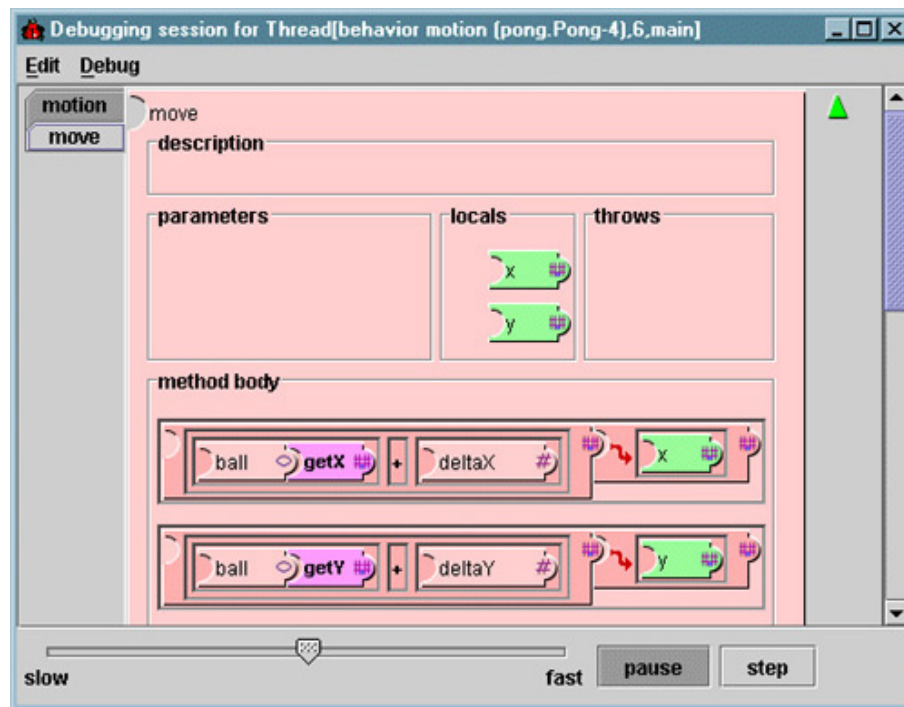 Debugging session for Thread[behavior motion (pong.Pong-4),6,main]
Edit Debug
motion
move
move
description
parameters
locals
throws
x
y
method body
ball getX + deltaX # x
ball getY + deltaY # y
slow
fast
pause
step